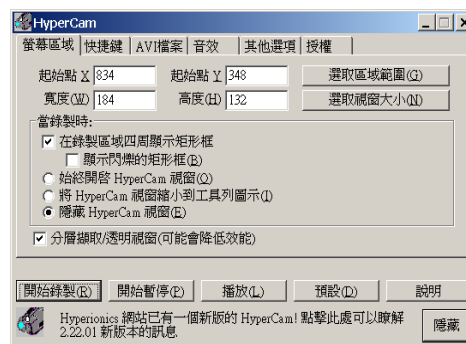 HyperCam
螢幕區域 快捷鍵 AVI檔案 音效 其他選項 授權
起始點 X 834 起始點 Y 348 選取區域範圍(G)
寬度(W) 184 高度(H) 132 選取視窗大小(N)
當錄製時:
在錄製區域四周顯示矩形框
顯示閃爍的矩形框(B)
始終開啓 HyperCam 視窗(O)
將 HyperCam 視窗縮小到工具列圖示(I)
隱藏 HyperCam 視窗(E)
分層擷取/透明視窗(可能會降低效能)
開始錄製(R) 開始暫停(P) 播放(L) 預設(D) 説明
Hyperionics 網站已有一個新版的 HyperCam! 點擊此處可以瞭解
2.22.01 新版本的訊息. 隱藏